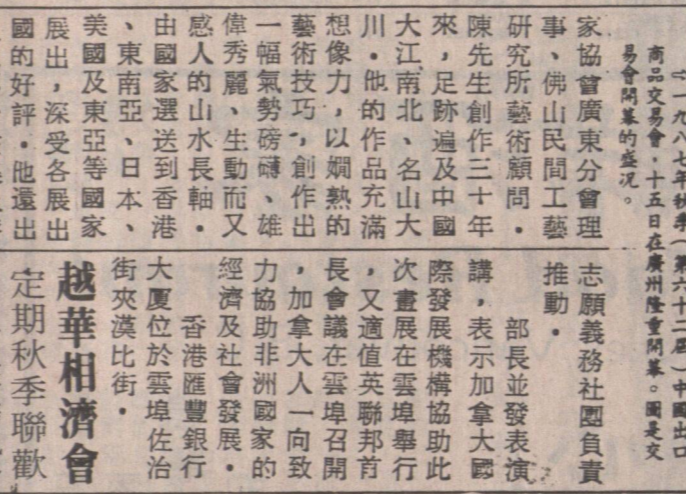 一九八七年秋季(第六十二屆)中國出口
商品交易會,十五日在廣州隆重開幕。圖是交
易會開幕的盛況。
家協會廣東分會理
事、佛山民間工藝
研究所藝術顧問.
陳先生創作三十年
來,足跡遍及中國
大江南北、名山大
川.他的作品充滿
想像力,以嫻熟的
藝術技巧,創作出
一幅氣勢磅礴、雄
偉秀麗、生動而又
感人的山水長軸.
由國家選送到香港
、東南亞、日本、
美國及東亞等國家
展出,深受各展出
國的好評.他還出
志願義務社團負責
推動.
部長並發表演
講,表示加拿大國
際發展機構協助此
次畫展在雲埠舉行
,又適值英聯邦首
長會議在雲埠召開
,加拿大人一向致
力協助非洲國家的
經濟及社會發展.
香港匯豐銀行
大厦位於雲埠佐治
街夾漢比街.
越華相濟會
定期秋季聯歡